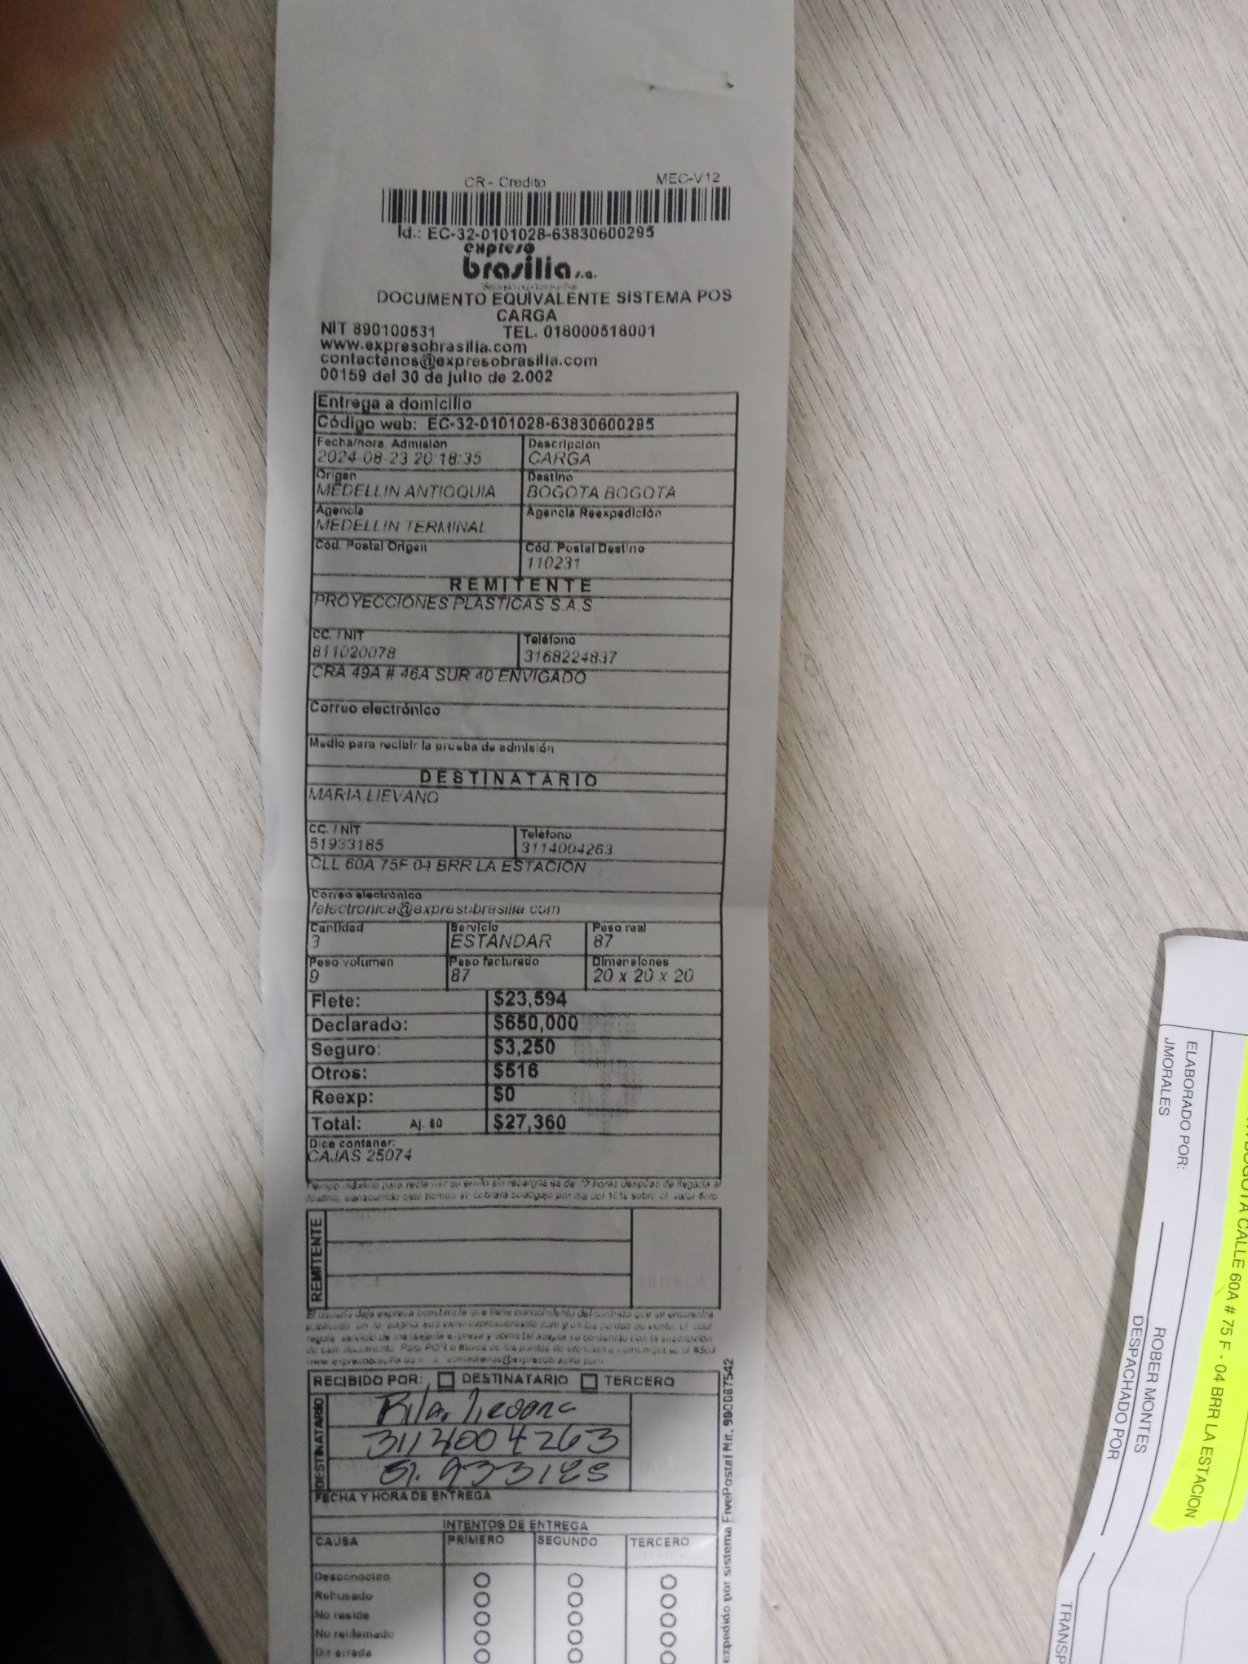 CR - Credito MEC-V12
Id.: EC-32-0101028-63830600295
expreso
brasilia s.a.
DOCUMENTO EQUIVALENTE SISTEMA POS
CARGA
NIT 890100531 TEL. 018000518001
www.expresobrasilia.com
contactenos@expresobrasilia.com
00159 del 30 de julio de 2.002
Entrega a domicilio
Código web: EC-32-0101028-63830600295
Fecha/hora. Admisión Descripción
2024-08-23 20:18:35 CARGA
Origen Destino
MEDELLIN ANTIOQUIA BOGOTA BOGOTA
Agencia Agencia Reexpedición
MEDELLIN TERMINAL
Cód. Postal Origen Cód. Postal Destino
110231
REMITENTE
PROYECCIONES PLASTICAS S.A.S
CC. / NIT Teléfono
811020078 3168224837
CRA 49A # 46A SUR 40 ENVIGADO
Correo electrónico
Medio para recibir la prueba de admisión
DESTINATARIO
MARIA LIEVANO
CC. / NIT Teléfono
51933185 3114004263
CLL 60A 75F 04 BRR LA ESTACION
Correo electrónico
felectronica@expresobrasilia.com
Cantidad Servicio Peso real
3 ESTANDAR 87
Peso volumen Peso facturado Dimensiones
9 87 20 x 20 x 20
Flete: $23,594
Declarado: $650,000
Seguro: $3,250
Otros: $516
Reexp: $0
Total: Aj. $0 $27,360
Dice contener:
CAJAS 25074
REMITENTE
RECIBIDO POR: DESTINATARIO TERCERO
DESTINATARIO
3114004263
51.933185
FECHA Y HORA DE ENTREGA
INTENTOS DE ENTREGA
CAUSA PRIMERO SEGUNDO TERCERO
Desconocido
Rehusado
No reside
No reclamado
Dir errada
expedido por sistema FivePostal Nit. 900087542
CALLE 60A # 75 F - 04 BRR LA ESTACION
ELABORADO POR:
JMORALES
ROBER MONTES
DESPACHADO POR
TRANSP